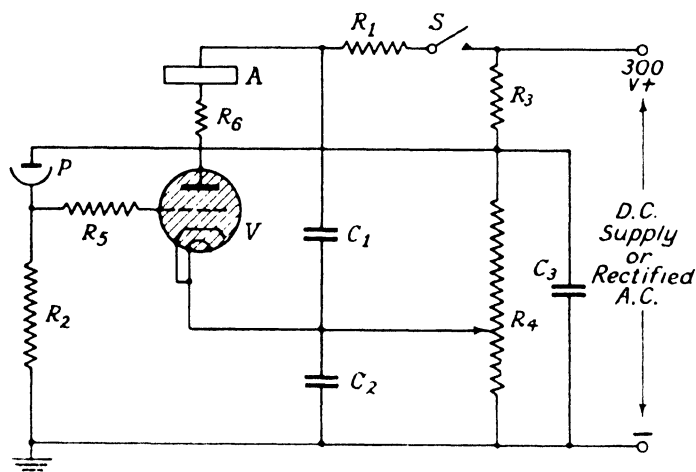 R1
S
300
V+
A
R6
R3
P
R5
V
C1
D.C.
Supply
or
Rectified
A.C.
C3
R2
R4
C2